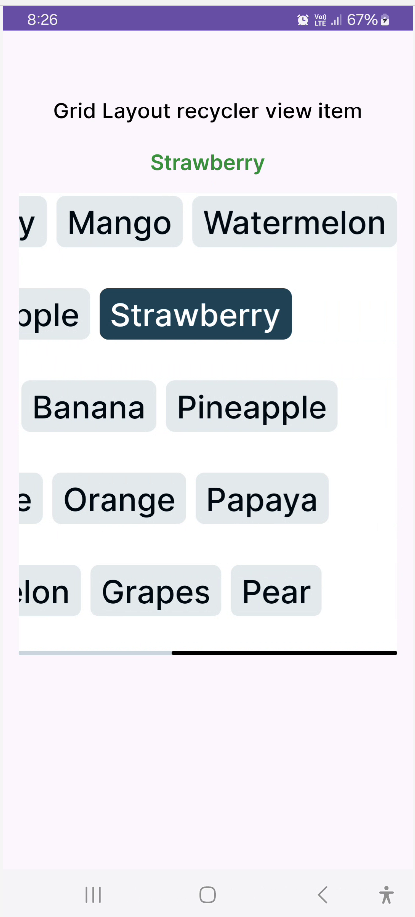 8:26 Vo) LTE 67%
Grid Layout recycler view item
Strawberry
y Mango Watermelon
pple Strawberry
Banana Pineapple
e Orange Papaya
elon Grapes Pear